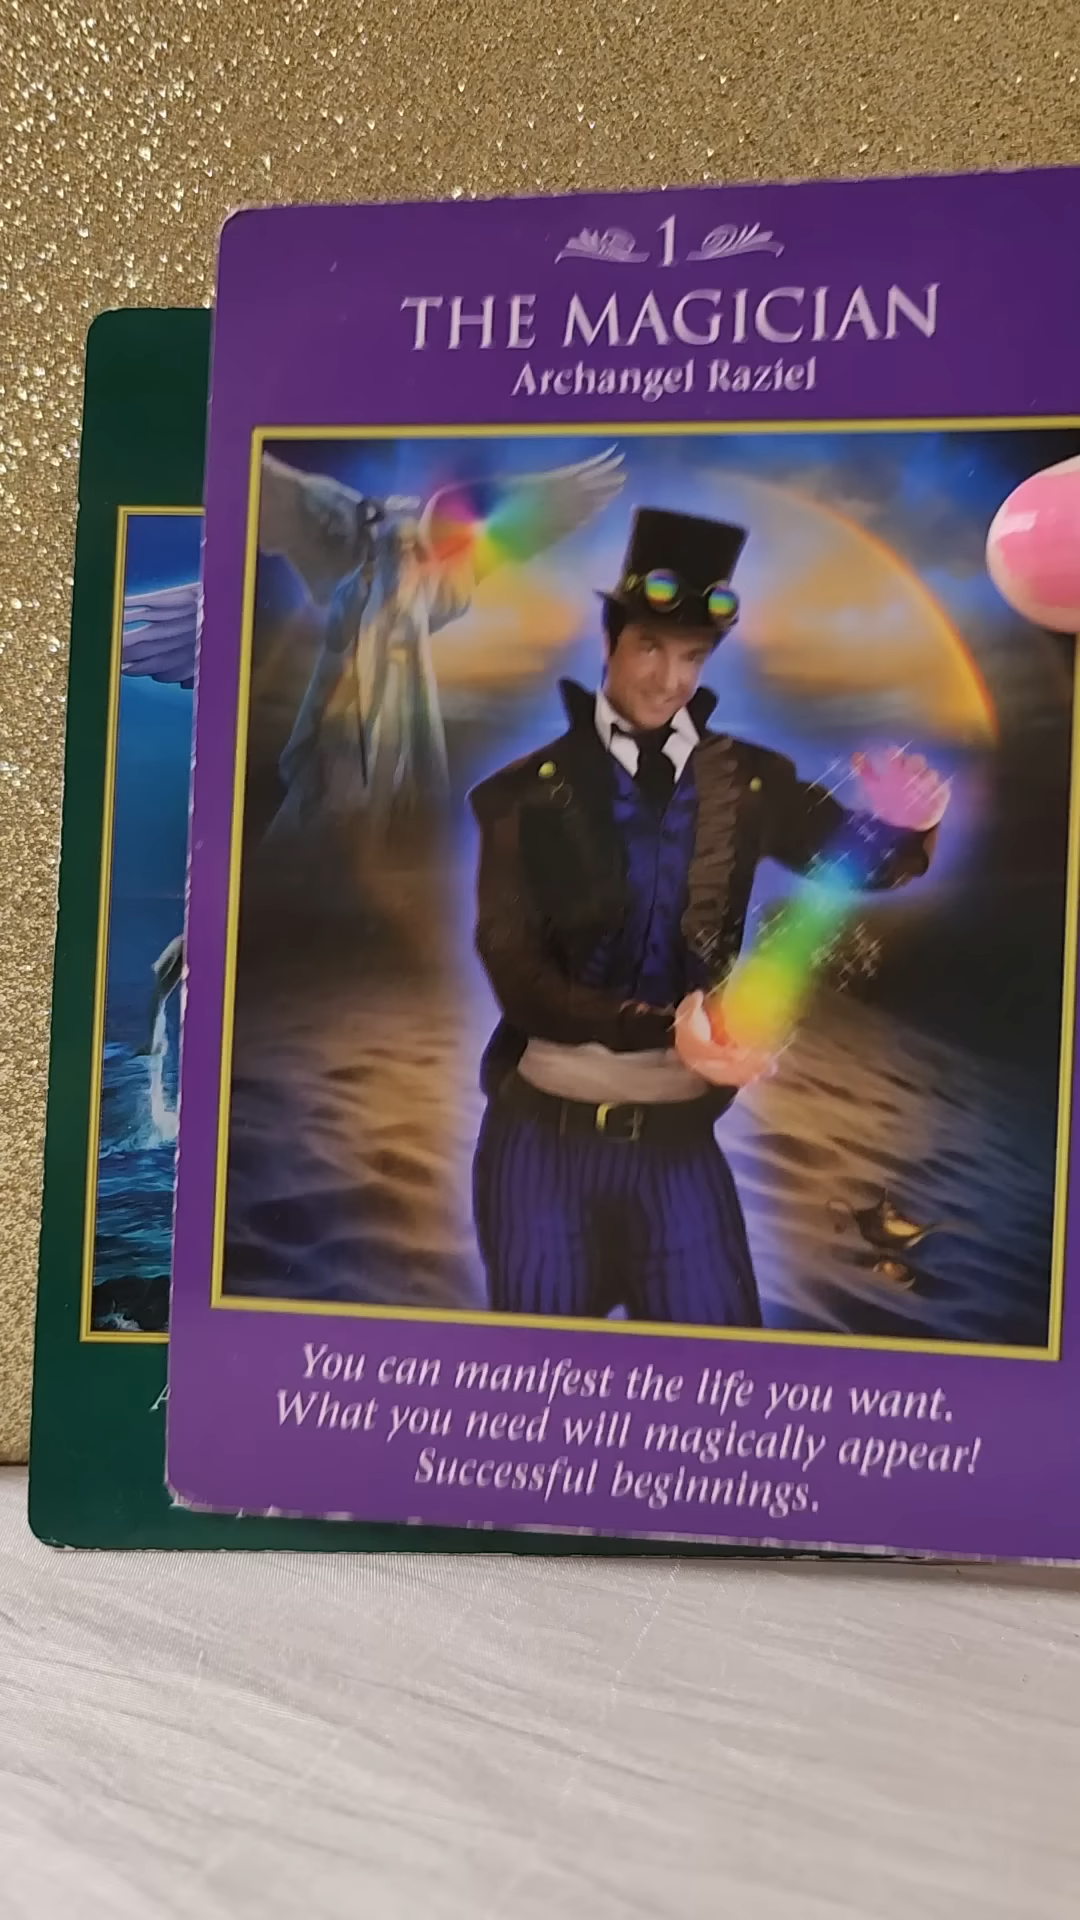 1
THE MAGICIAN
Archangel Raziel
You can manifest the life you want.
What you need will magically appear!
Successful beginnings.